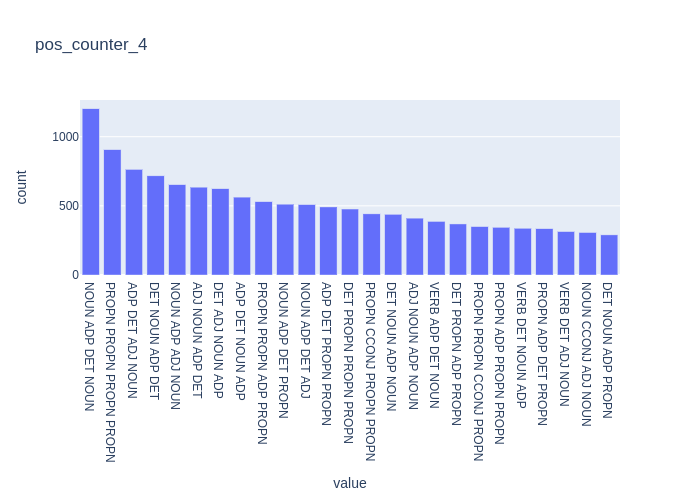 pos_counter_4
count
1000
500
0
NOUN ADP DET NOUN
PROPN PROPN PROPN PROPN
ADP DET ADJ NOUN
DET NOUN ADP DET
NOUN ADP ADJ NOUN
ADJ NOUN ADP DET
DET ADJ NOUN ADP
ADP DET NOUN ADP
PROPN PROPN ADP PROPN
NOUN ADP DET PROPN
NOUN ADP DET ADJ
ADP DET PROPN PROPN
DET PROPN PROPN PROPN
PROPN CCONJ PROPN PROPN
DET NOUN ADP NOUN
ADJ NOUN ADP NOUN
VERB ADP DET NOUN
DET PROPN ADP PROPN
PROPN PROPN CCONJ PROPN
PROPN ADP PROPN PROPN
VERB DET NOUN ADP
PROPN ADP DET PROPN
VERB DET ADJ NOUN
NOUN CCONJ ADJ NOUN
DET NOUN ADP PROPN
value